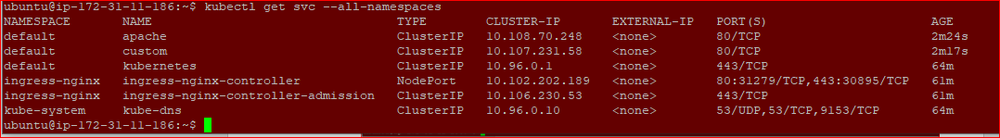 ubuntu@ip-172-31-11-186:~$ kubectl get svc --all-namespaces
NAMESPACE NAME TYPE CLUSTER-IP EXTERNAL-IP PORT(S) AGE
default apache ClusterIP 10.108.70.248 <none> 80/TCP 2m24s
default custom ClusterIP 10.107.231.58 <none> 80/TCP 2m17s
default kubernetes ClusterIP 10.96.0.1 <none> 443/TCP 64m
ingress-nginx ingress-nginx-controller NodePort 10.102.202.189 <none> 80:31279/TCP,443:30895/TCP 61m
ingress-nginx ingress-nginx-controller-admission ClusterIP 10.106.230.53 <none> 443/TCP 61m
kube-system kube-dns ClusterIP 10.96.0.10 <none> 53/UDP,53/TCP,9153/TCP 64m
ubuntu@ip-172-31-11-186:~$